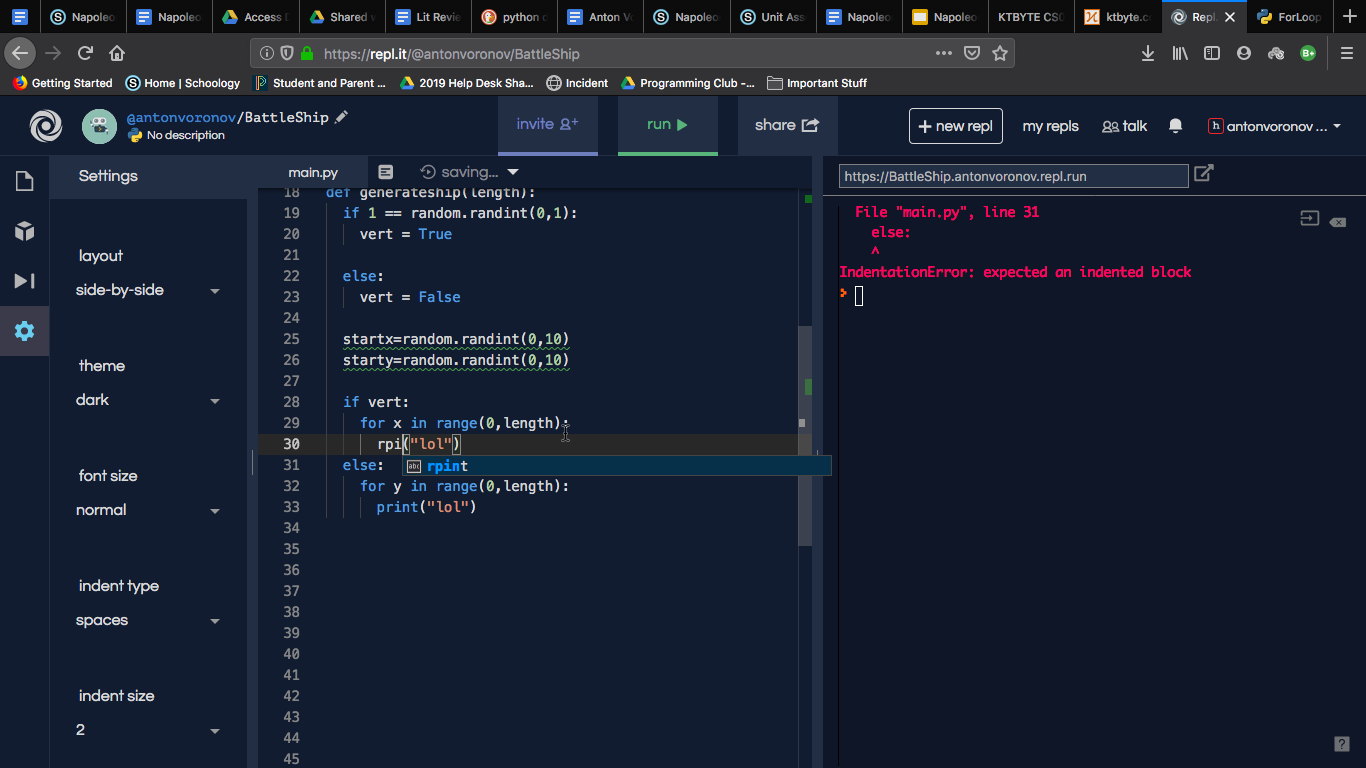 Napoleo
Napoleo
Access D
Shared w
Lit Revie
python c
Anton Vo
Napoleo
Unit Ass
Napoleo
Napoleo
KTBYTE CSC
ktbyte.c
Repl.
ForLoop
https://repl.it/@antonvoronov/BattleShip
Getting Started
Home | Schoology
Student and Parent ...
2019 Help Desk Sha...
Incident
Programming Club -...
Important Stuff
@antonvoronov/BattleShip
No description
invite
run
share
+ new repl
my repls
talk
h antonvoronov ...
Settings
layout
side-by-side
theme
dark
font size
normal
indent type
spaces
indent size
2
main.py
saving...
18 def generateship(length):
19 if 1 == random.randint(0,1):
20 vert = True
21
22 else:
23 vert = False
24
25 startx=random.randint(0,10)
26 starty=random.randint(0,10)
27
28 if vert:
29 for x in range(0,length):
30 rpi("lol")
abc rpint
31 else:
32 for y in range(0,length):
33 print("lol")
34
35
36
37
38
39
40
41
42
43
44
45
https://BattleShip.antonvoronov.repl.run
File "main.py", line 31
else:
^
IndentationError: expected an indented block
?